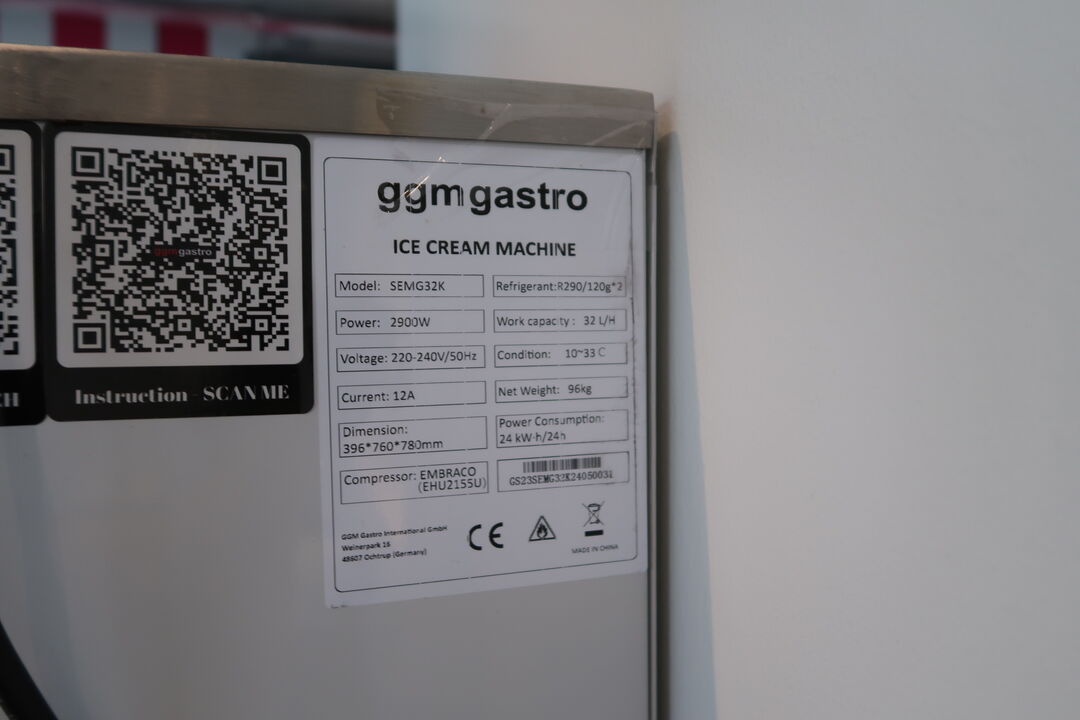 ggmgastro
Instruction - SCAN ME
ggmgastro
ICE CREAM MACHINE
Model: SEMG32K
Refrigerant:R290/120g*2
Power: 2900W
Work capacity : 32 L/H
Voltage: 220-240V/50Hz
Condition: 10~33 C
Current: 12A
Net Weight: 96kg
Dimension:
396*760*780mm
Power Consumption:
24 kW·h/24h
Compressor: EMBRACO
(EHU2155U)
GS23SEMG32K24050031
GGM Gastro International GmbH
Weinerpark 16
48607 Ochtrup (Germany)
CE
MADE IN CHINA